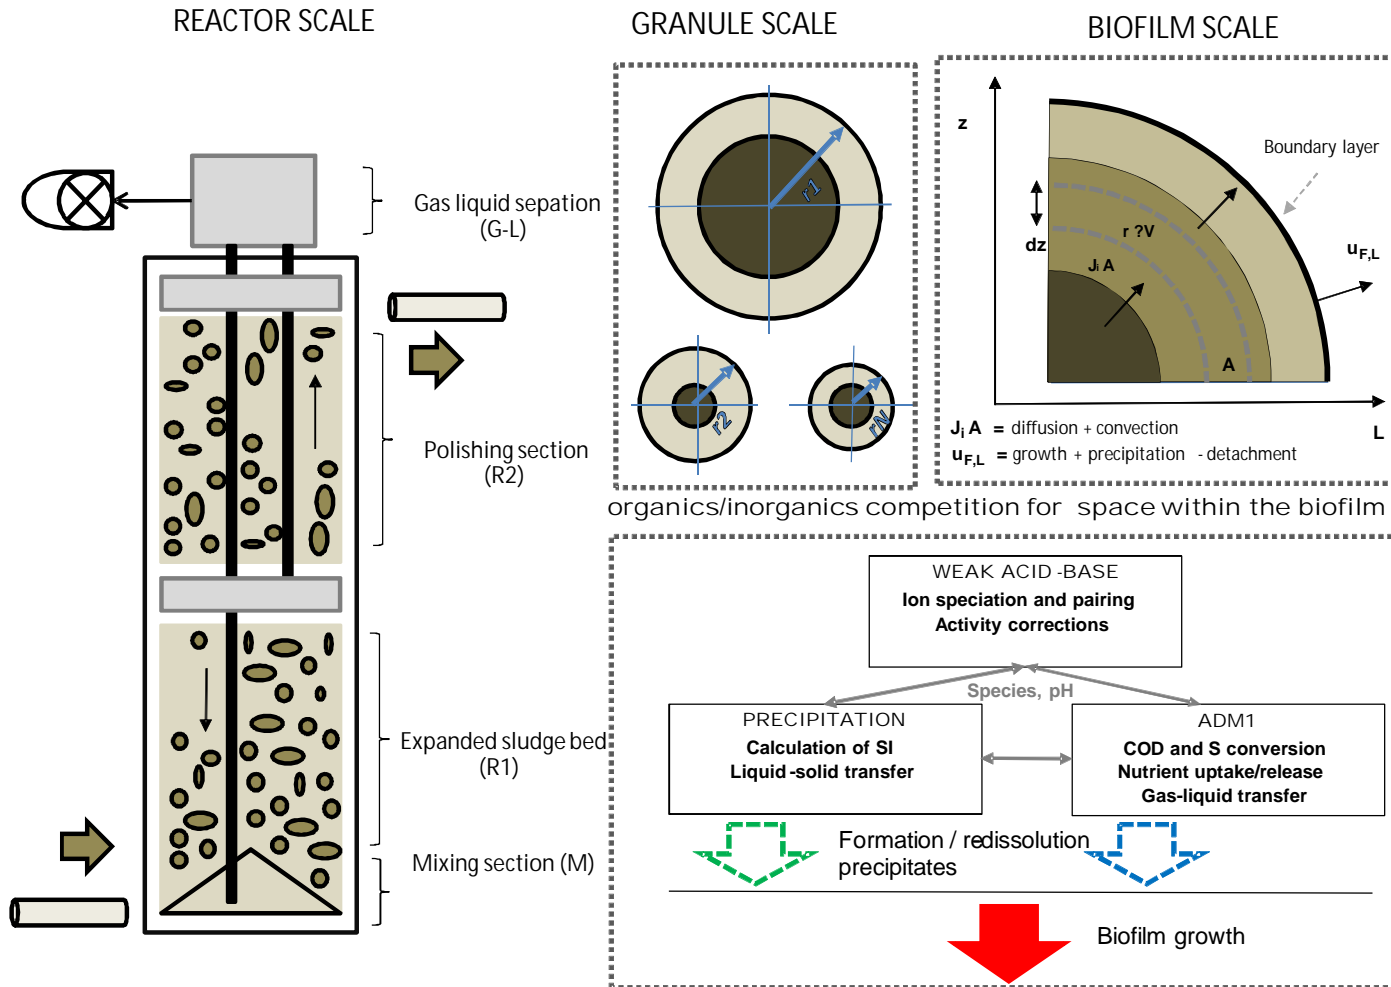 REACTOR SCALE
GRANULE SCALE
BIOFILM SCALE
Gas liquid sepation
(G-L)
Polishing section
(R2)
Expanded sludge bed
(R1)
Mixing section (M)
r1
r2
rN
z
Boundary layer
dz
r ?V
Jᵢ A
u F,L
A
L
Jᵢ A = diffusion + convection
u F,L = growth + precipitation - detachment
organics/inorganics competition for space within the biofilm
WEAK ACID-BASE
Ion speciation and pairing
Activity corrections
Species, pH
PRECIPITATION
Calculation of SI
Liquid-solid transfer
ADM1
COD and S conversion
Nutrient uptake/release
Gas-liquid transfer
Formation / redissolution
precipitates
Biofilm growth